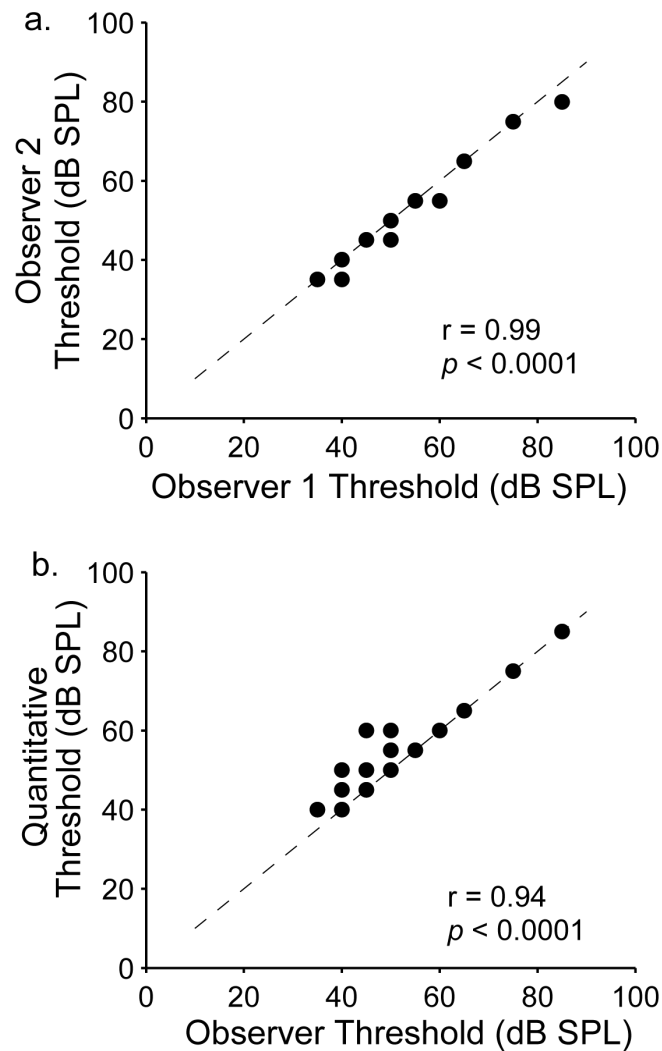 a.
Observer 2
Threshold (dB SPL)
100
80
60
40
20
0
r = 0.99
p < 0.0001
0 20 40 60 80 100
Observer 1 Threshold (dB SPL)
b.
Quantitative
Threshold (dB SPL)
100
80
60
40
20
0
r = 0.94
p < 0.0001
0 20 40 60 80 100
Observer Threshold (dB SPL)